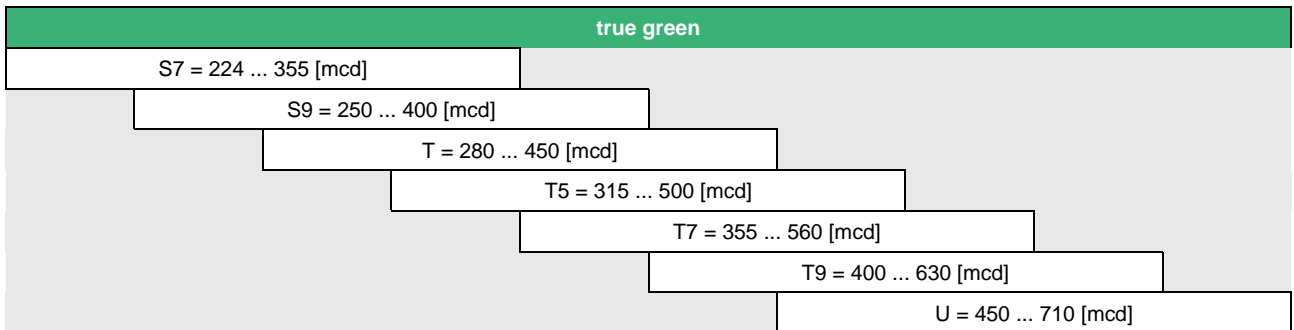 true green
S7 = 224 ... 355 [mcd]
S9 = 250 ... 400 [mcd]
T = 280 ... 450 [mcd]
T5 = 315 ... 500 [mcd]
T7 = 355 ... 560 [mcd]
T9 = 400 ... 630 [mcd]
U = 450 ... 710 [mcd]